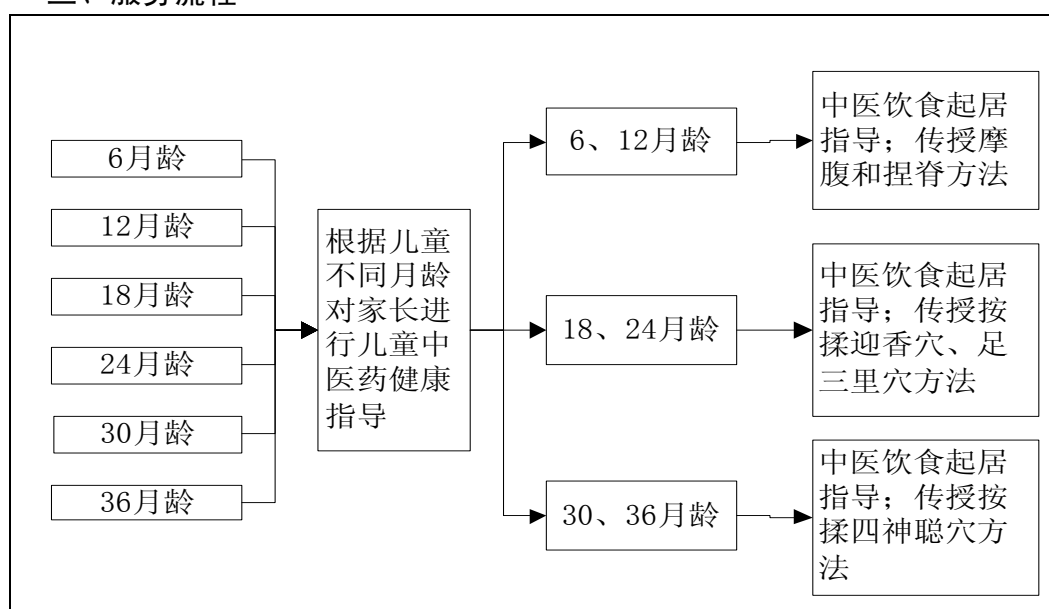 6月龄
12月龄
18月龄
24月龄
30月龄
36月龄
根据儿童
不同月龄
对家长进
行儿童中
医药健康
指导
6、12月龄
18、24月龄
30、36月龄
中医饮食起居
指导；传授摩
腹和捏脊方法
中医饮食起居
指导；传授按
揉迎香穴、足
三里穴方法
中医饮食起居
指导；传授按
揉四神聪穴方
法